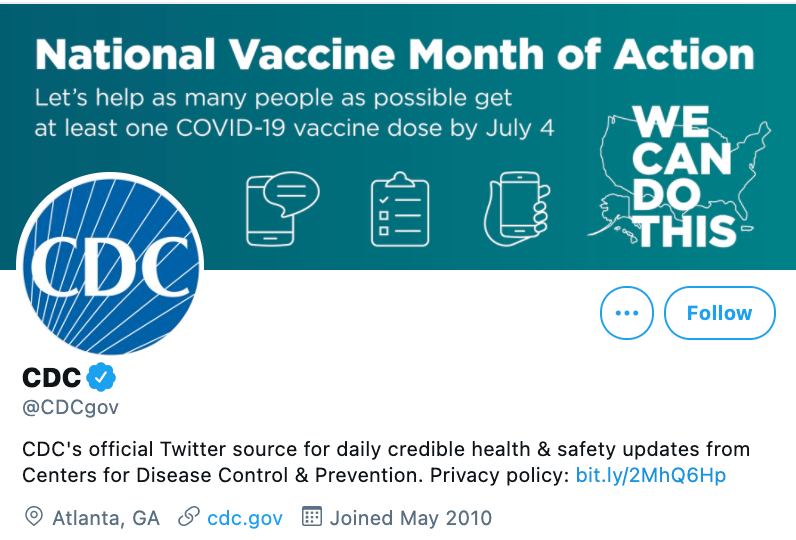 National Vaccine Month of Action
Let's help as many people as possible get
at least one COVID-19 vaccine dose by July 4
WE
CAN
DO
THIS
CDC
Follow
CDC
@CDCgov
CDC's official Twitter source for daily credible health & safety updates from
Centers for Disease Control & Prevention. Privacy policy: bit.ly/2MhQ6Hp
Atlanta, GA cdc.gov Joined May 2010